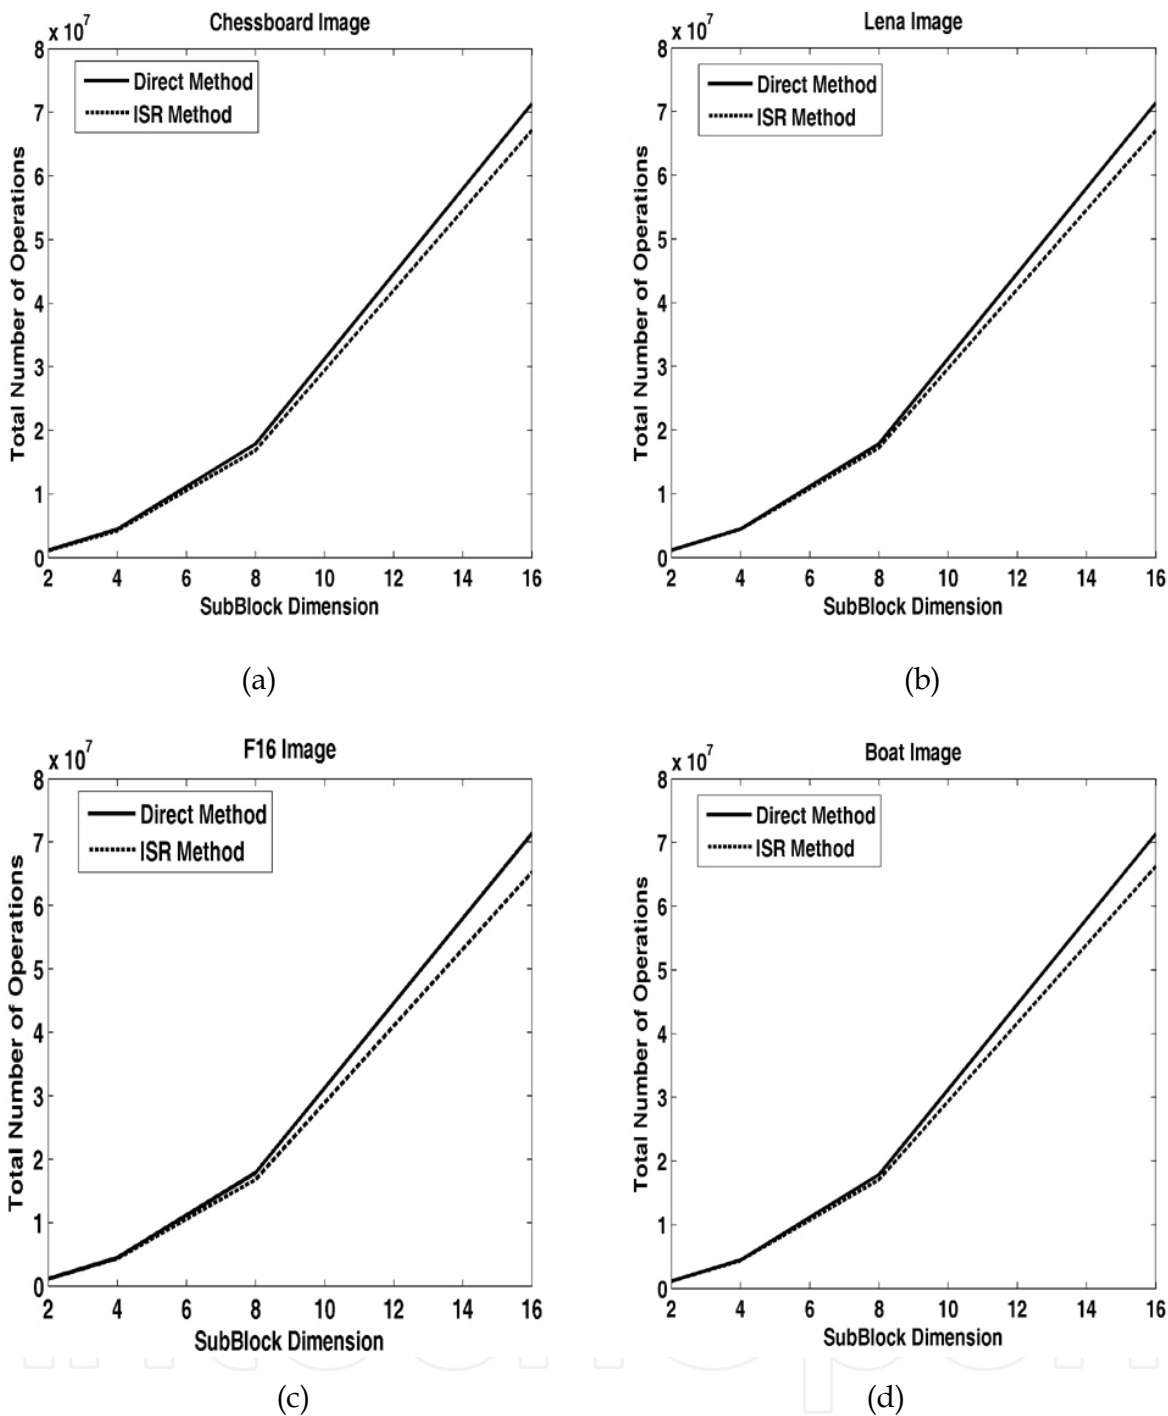 Chessboard Image
x 10^7
8
7
6
5
4
3
2
1
0
Total Number of Operations
Direct Method
ISR Method
2 4 6 8 10 12 14 16
SubBlock Dimension
(a)
Lena Image
x 10^7
8
7
6
5
4
3
2
1
0
Total Number of Operations
Direct Method
ISR Method
2 4 6 8 10 12 14 16
SubBlock Dimension
(b)
F16 Image
x 10^7
8
7
6
5
4
3
2
1
0
Total Number of Operations
Direct Method
ISR Method
2 4 6 8 10 12 14 16
SubBlock Dimension
(c)
Boat Image
x 10^7
8
7
6
5
4
3
2
1
0
Total Number of Operations
Direct Method
ISR Method
2 4 6 8 10 12 14 16
SubBlock Dimension
(d)